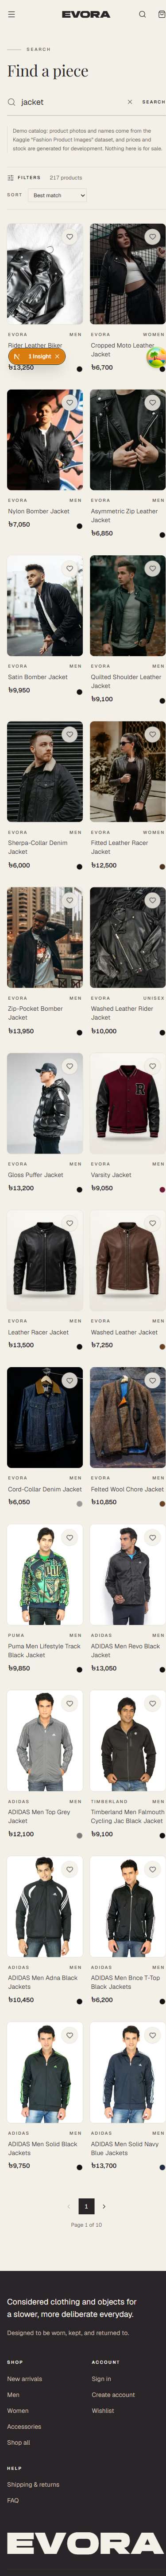 EVORA
SEARCH
Find a piece
jacket
SEARCH
Demo catalog: product photos and names come from the
Kaggle "Fashion Product Images" dataset, and prices and
stock are generated for development. Nothing here is for sale.
FILTERS 217 products
SORT Best match
EVORA MEN
Rider Leather Biker
৳13,250
1 Insight
EVORA WOMEN
Cropped Moto Leather
Jacket
৳6,700
EVORA MEN
Nylon Bomber Jacket
৳7,050
EVORA MEN
Asymmetric Zip Leather
Jacket
৳6,850
EVORA MEN
Satin Bomber Jacket
৳9,950
EVORA MEN
Quilted Shoulder Leather
Jacket
৳9,100
EVORA MEN
Sherpa-Collar Denim
Jacket
৳6,000
EVORA WOMEN
Fitted Leather Racer
Jacket
৳12,500
EVORA MEN
Zip-Pocket Bomber
Jacket
৳13,950
EVORA UNISEX
Washed Leather Rider
Jacket
৳10,000
EVORA MEN
Gloss Puffer Jacket
৳13,200
EVORA MEN
Varsity Jacket
৳9,050
EVORA MEN
Leather Racer Jacket
৳13,500
EVORA MEN
Washed Leather Jacket
৳7,250
EVORA MEN
Cord-Collar Denim Jacket
৳6,050
EVORA MEN
Felted Wool Chore Jacket
৳10,850
PUMA MEN
Puma Men Lifestyle Track
Black Jacket
৳9,850
ADIDAS MEN
ADIDAS Men Revo Black
Jacket
৳13,050
ADIDAS MEN
ADIDAS Men Top Grey
Jacket
৳12,100
TIMBERLAND MEN
Timberland Men Falmouth
Cycling Jac Black Jacket
৳9,100
ADIDAS MEN
ADIDAS Men Adna Black
Jackets
৳10,450
ADIDAS MEN
ADIDAS Men Bnce T-Top
Black Jackets
৳6,200
ADIDAS MEN
ADIDAS Men Solid Black
Jackets
৳9,750
ADIDAS MEN
ADIDAS Men Solid Navy
Blue Jackets
৳13,700
1
Page 1 of 10
Considered clothing and objects for
a slower, more deliberate everyday.
Designed to be worn, kept, and returned to.
SHOP
New arrivals
Men
Women
Accessories
Shop all
ACCOUNT
Sign in
Create account
Wishlist
HELP
Shipping & returns
FAQ
EVORA